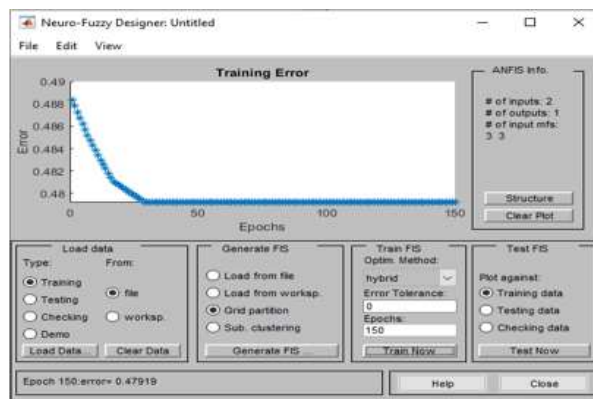 Neuro-Fuzzy Designer: Untitled
File Edit View
Training Error
0.49
0.488
0.486
0.484
0.482
0.48
Error
0 50 100 150
Epochs
ANFIS Info.
# of inputs: 2
# of outputs: 1
# of input mfs:
3 3
Structure
Clear Plot
Load data
Type: From:
Training
Testing
Checking
Demo
file
worksp.
Load Data... Clear Data
Generate FIS
Load from file
Load from worksp.
Grid partition
Sub. clustering
Generate FIS ...
Train FIS
Optim. Method:
hybrid
Error Tolerance:
0
Epochs:
150
Train Now
Test FIS
Plot against:
Training data
Testing data
Checking data
Test Now
Epoch 150:error= 0.47919
Help Close